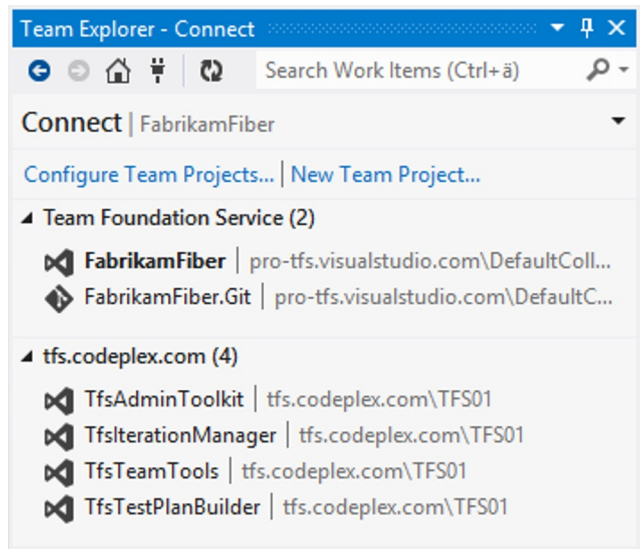 Team Explorer - Connect
Search Work Items (Ctrl+ä)
Connect | FabrikamFiber
Configure Team Projects... | New Team Project...
Team Foundation Service (2)
FabrikamFiber | pro-tfs.visualstudio.com\DefaultColl...
FabrikamFiber.Git | pro-tfs.visualstudio.com\DefaultC...
tfs.codeplex.com (4)
TfsAdminToolkit | tfs.codeplex.com\TFS01
TfsIterationManager | tfs.codeplex.com\TFS01
TfsTeamTools | tfs.codeplex.com\TFS01
TfsTestPlanBuilder | tfs.codeplex.com\TFS01